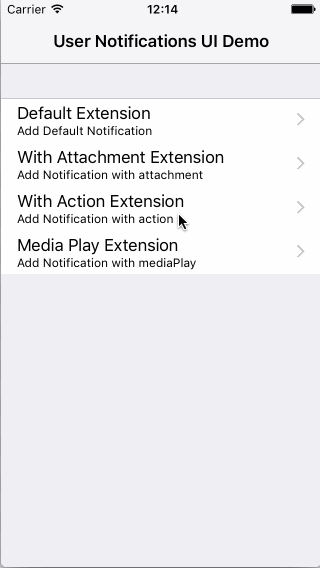 Carrier 12:14
User Notifications UI Demo
Default Extension
Add Default Notification
With Attachment Extension
Add Notification with attachment
With Action Extension
Add Notification with action
Media Play Extension
Add Notification with mediaPlay